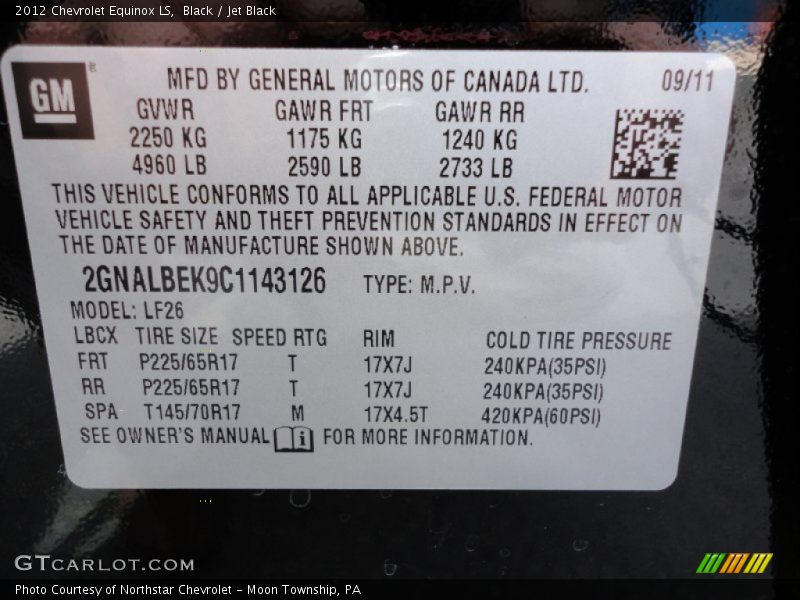 2012 Chevrolet Equinox LS, Black / Jet Black
GM ®
MFD BY GENERAL MOTORS OF CANADA LTD. 09/11
GVWR GAWR FRT GAWR RR
2250 KG 1175 KG 1240 KG
4960 LB 2590 LB 2733 LB
THIS VEHICLE CONFORMS TO ALL APPLICABLE U.S. FEDERAL MOTOR
VEHICLE SAFETY AND THEFT PREVENTION STANDARDS IN EFFECT ON
THE DATE OF MANUFACTURE SHOWN ABOVE.
2GNALBEK9C1143126 TYPE: M.P.V.
MODEL: LF26
LBCX TIRE SIZE SPEED RTG RIM COLD TIRE PRESSURE
FRT P225/65R17 T 17X7J 240KPA(35PSI)
RR P225/65R17 T 17X7J 240KPA(35PSI)
SPA T145/70R17 M 17X4.5T 420KPA(60PSI)
SEE OWNER'S MANUAL i FOR MORE INFORMATION.
GTCARLOT.COM
Photo Courtesy of Northstar Chevrolet - Moon Township, PA